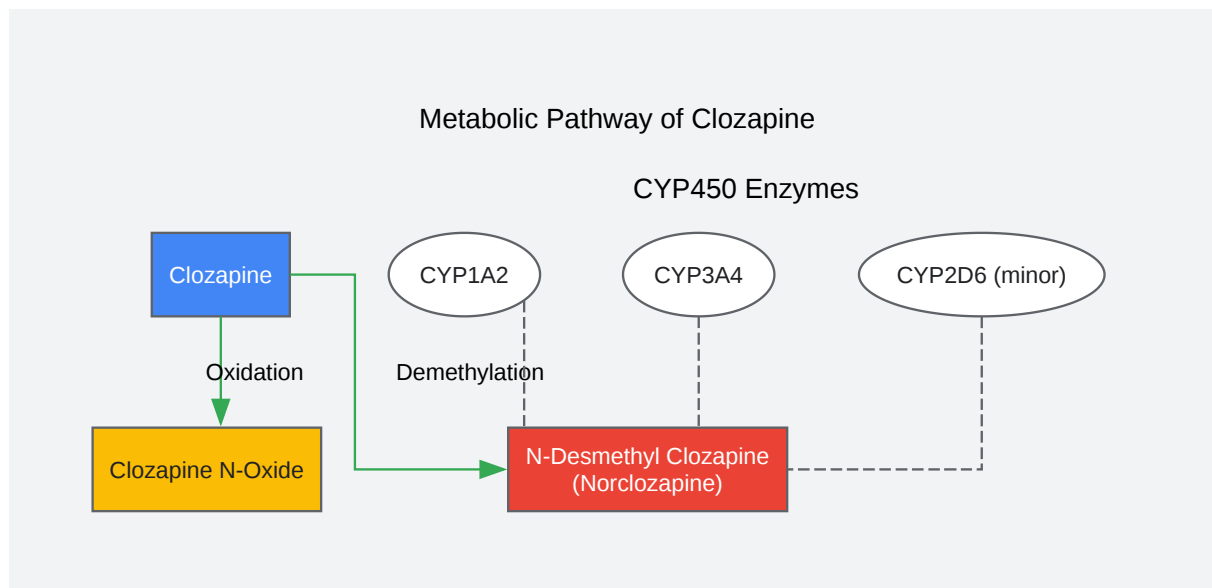 Metabolic Pathway of Clozapine
CYP450 Enzymes
Clozapine
CYP1A2
CYP3A4
CYP2D6 (minor)
Oxidation
Demethylation
Clozapine N-Oxide
N-Desmethyl Clozapine
(Norclozapine)